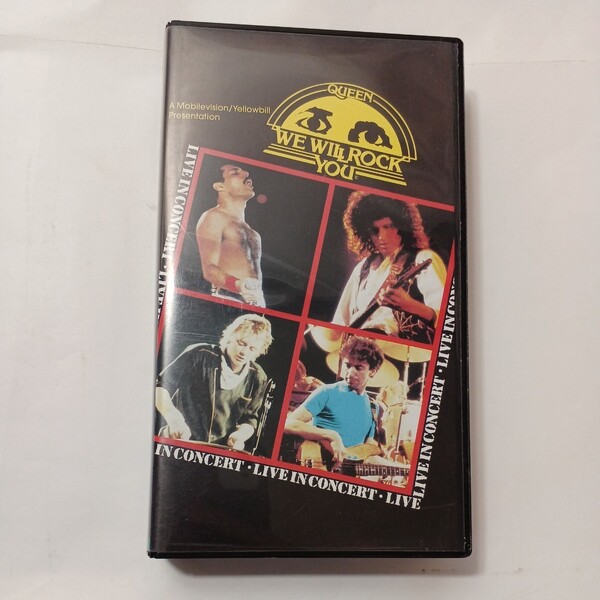 A Mobilevision/Yellowbill
Presentation
QUEEN
WE WILL ROCK
YOU
LIVE IN CONCERT · LIVE
IN CONCERT · LIVE IN CONCERT · LIVE
LIVE IN CONCERT · LIVE IN CON